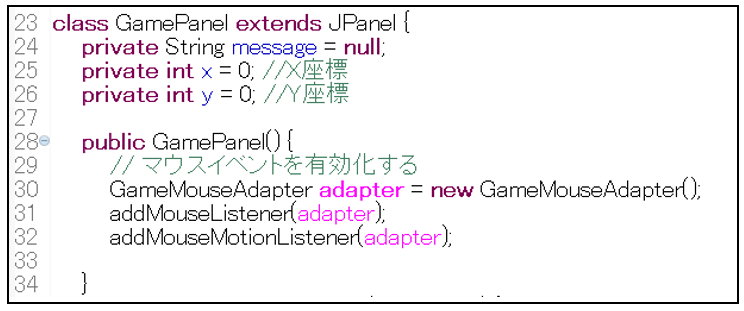 23 class GamePanel extends JPanel {
24 private String message = null;
25 private int x = 0; //X座標
26 private int y = 0; //Y座標
27
28 public GamePanel() {
29 // マウスイベントを有効化する
30 GameMouseAdapter adapter = new GameMouseAdapter();
31 addMouseListener(adapter);
32 addMouseMotionListener(adapter);
33
34 }